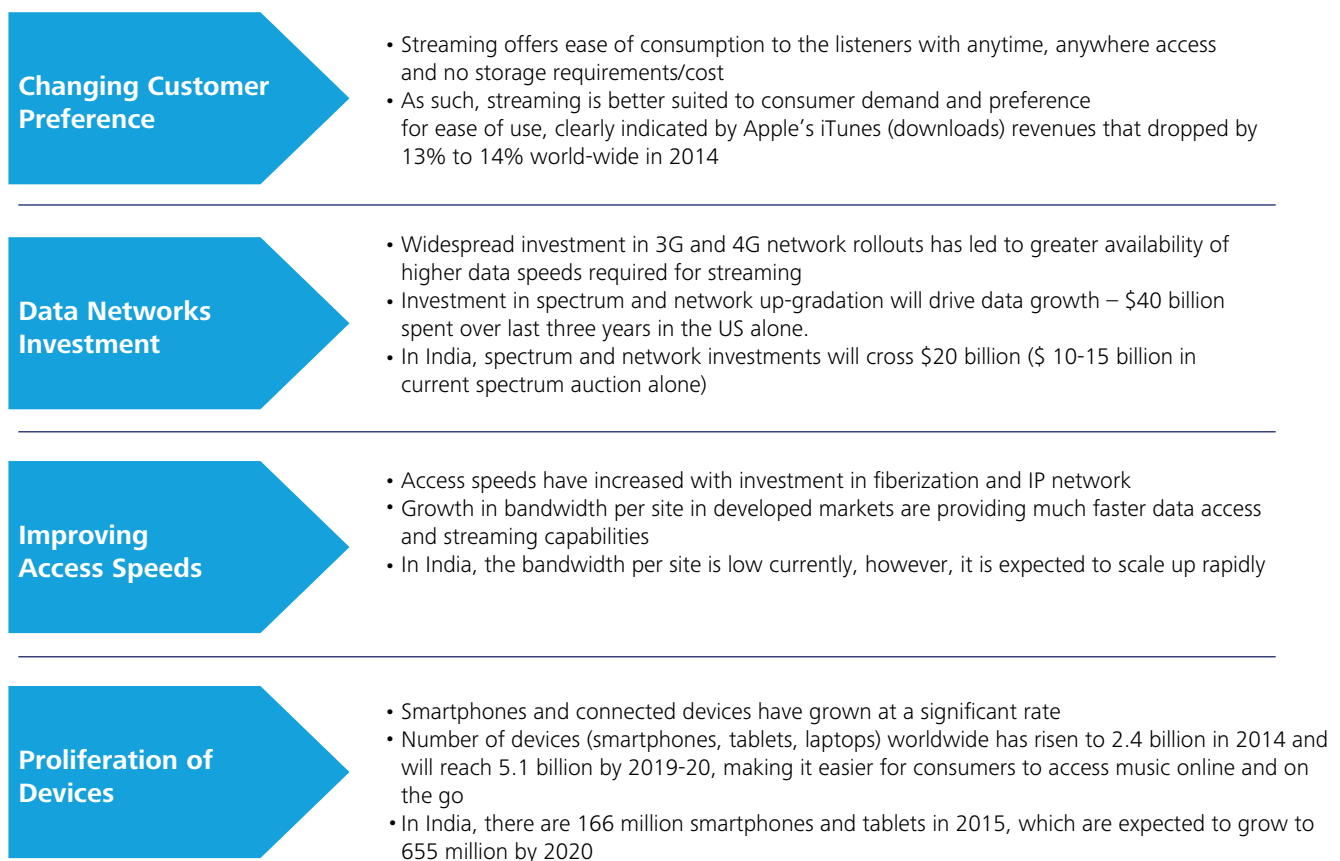 Changing Customer
Preference
• Streaming offers ease of consumption to the listeners with anytime, anywhere access
and no storage requirements/cost
• As such, streaming is better suited to consumer demand and preference
for ease of use, clearly indicated by Apple’s iTunes (downloads) revenues that dropped by
13% to 14% world-wide in 2014
Data Networks
Investment
• Widespread investment in 3G and 4G network rollouts has led to greater availability of
higher data speeds required for streaming
• Investment in spectrum and network up-gradation will drive data growth – $40 billion
spent over last three years in the US alone.
• In India, spectrum and network investments will cross $20 billion ($ 10-15 billion in
current spectrum auction alone)
Improving
Access Speeds
• Access speeds have increased with investment in fiberization and IP network
• Growth in bandwidth per site in developed markets are providing much faster data access
and streaming capabilities
• In India, the bandwidth per site is low currently, however, it is expected to scale up rapidly
Proliferation of
Devices
• Smartphones and connected devices have grown at a significant rate
• Number of devices (smartphones, tablets, laptops) worldwide has risen to 2.4 billion in 2014 and
will reach 5.1 billion by 2019-20, making it easier for consumers to access music online and on
the go
• In India, there are 166 million smartphones and tablets in 2015, which are expected to grow to
655 million by 2020